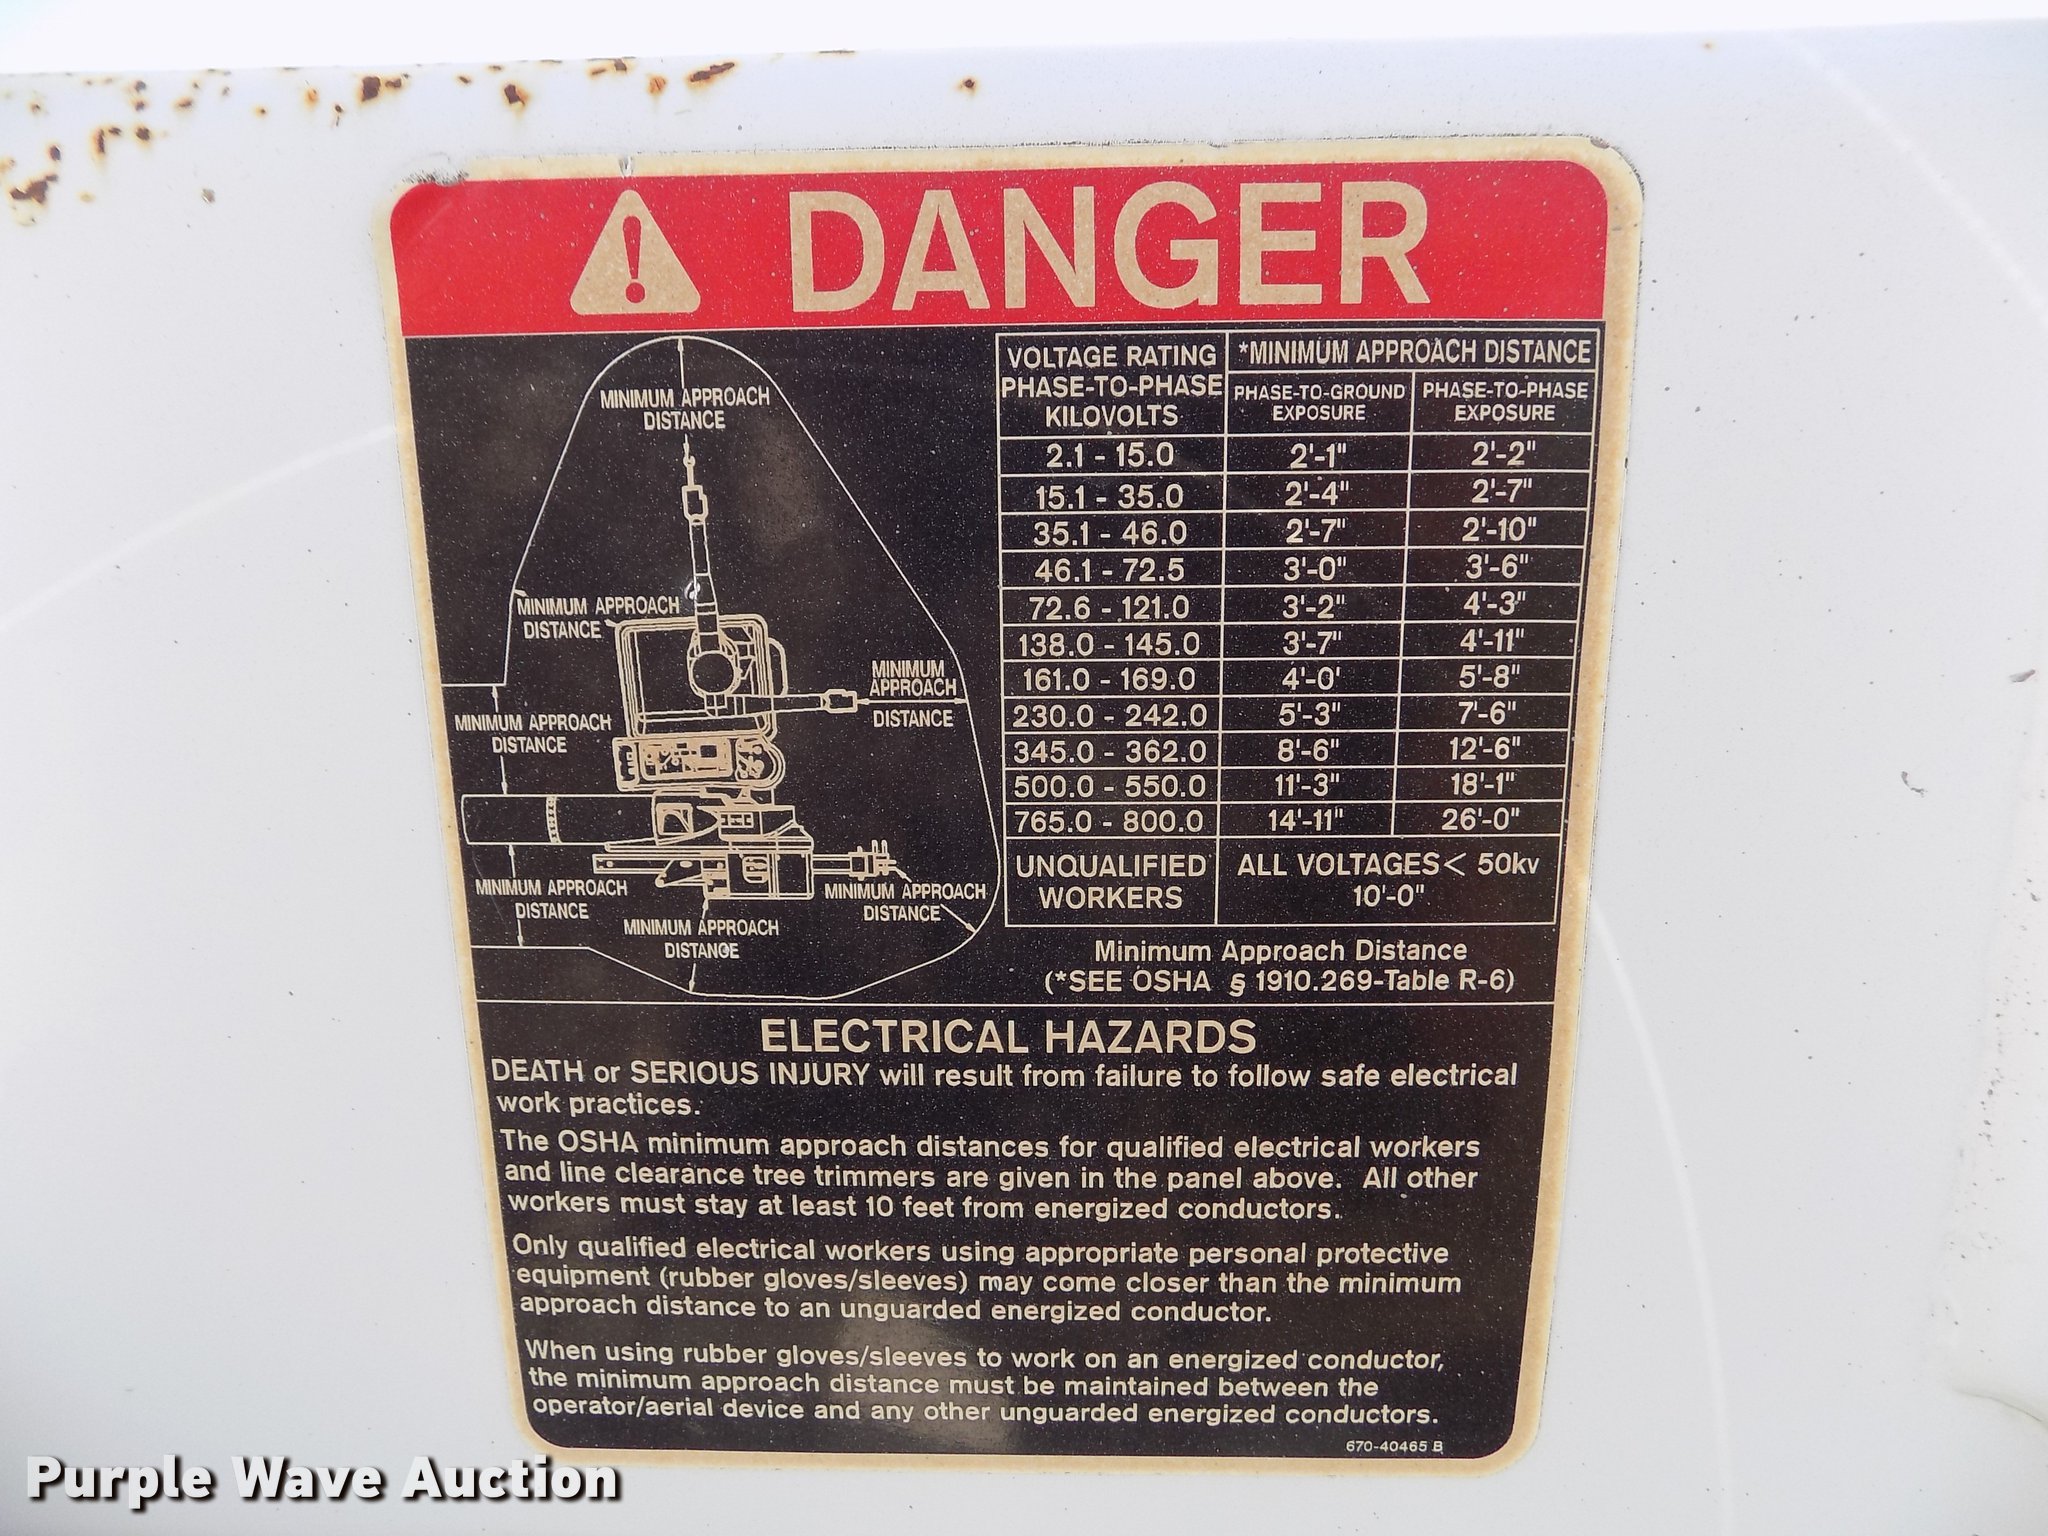 DANGER
MINIMUM APPROACH
DISTANCE
MINIMUM APPROACH
DISTANCE
MINIMUM
APPROACH
DISTANCE
MINIMUM APPROACH
DISTANCE
MINIMUM APPROACH
DISTANCE
MINIMUM APPROACH
DISTANCE
MINIMUM APPROACH
DISTANCE
VOLTAGE RATING
PHASE-TO-PHASE
KILOVOLTS
*MINIMUM APPROACH DISTANCE
PHASE-TO-GROUND
EXPOSURE
PHASE-TO-PHASE
EXPOSURE
2.1 - 15.0 2'-1" 2'-2"
15.1 - 35.0 2'-4" 2'-7"
35.1 - 46.0 2'-7" 2'-10"
46.1 - 72.5 3'-0" 3'-6"
72.6 - 121.0 3'-2" 4'-3"
138.0 - 145.0 3'-7" 4'-11"
161.0 - 169.0 4'-0' 5'-8"
230.0 - 242.0 5'-3" 7'-6"
345.0 - 362.0 8'-6" 12'-6"
500.0 - 550.0 11'-3" 18'-1"
765.0 - 800.0 14'-11" 26'-0"
UNQUALIFIED
WORKERS
ALL VOLTAGES< 50kv
10'-0"
Minimum Approach Distance
(*SEE OSHA § 1910.269-Table R-6)
ELECTRICAL HAZARDS
DEATH or SERIOUS INJURY will result from failure to follow safe electrical
work practices.
The OSHA minimum approach distances for qualified electrical workers
and line clearance tree trimmers are given in the panel above. All other
workers must stay at least 10 feet from energized conductors.
Only qualified electrical workers using appropriate personal protective
equipment (rubber gloves/sleeves) may come closer than the minimum
approach distance to an unguarded energized conductor.
When using rubber gloves/sleeves to work on an energized conductor,
the minimum approach distance must be maintained between the
operator/aerial device and any other unguarded energized conductors.
670-40465 B
Purple Wave Auction